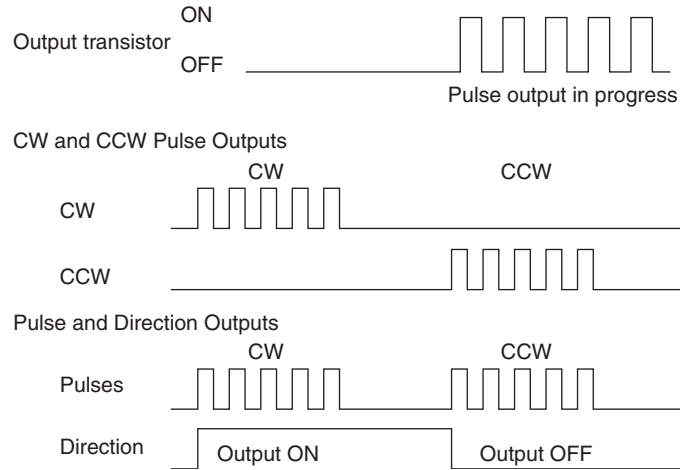 ON
Output transistor
OFF
Pulse output in progress
CW and CCW Pulse Outputs
CW CCW
CW
CCW
Pulse and Direction Outputs
CW CCW
Pulses
Direction Output ON Output OFF